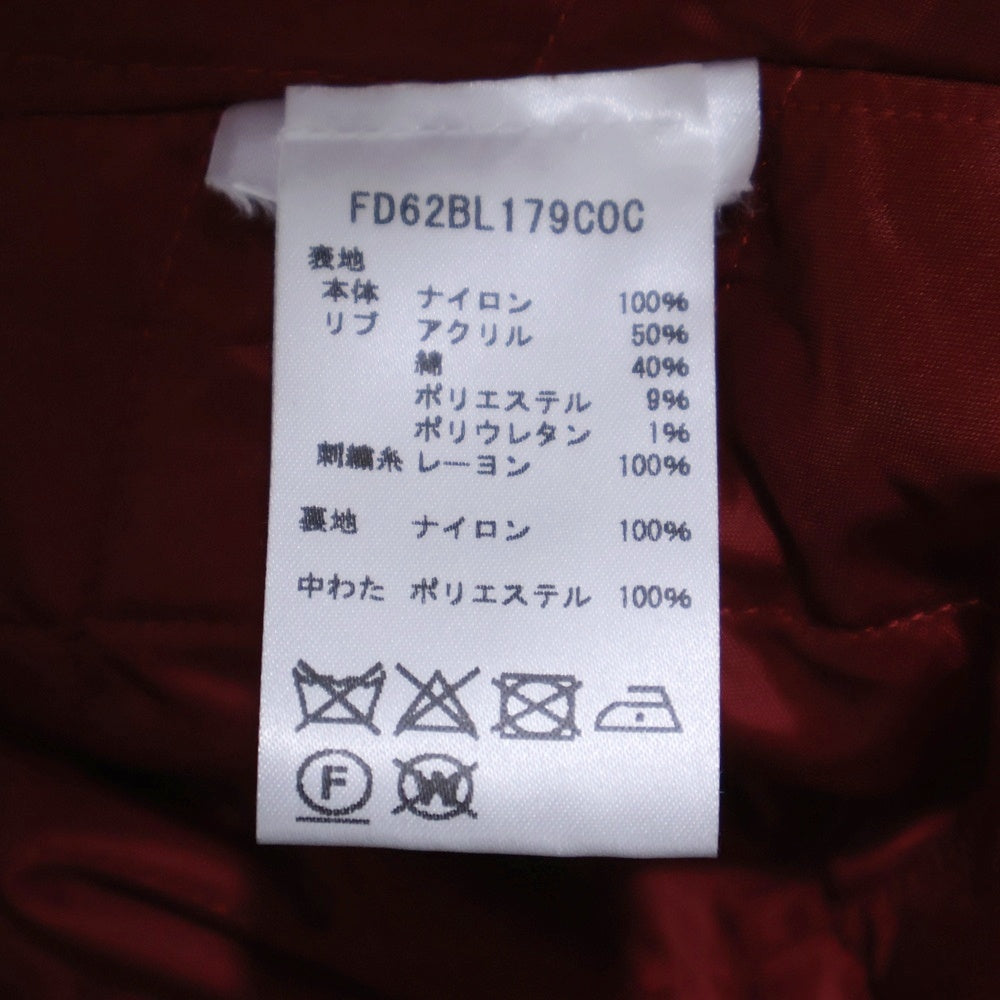 FD62BL179COC
表地
本体 ナイロン 100%
リブ アクリル 50%
綿 40%
ポリエステル 9%
ポリウレタン 1%
刺繍糸 レーヨン 100%
裏地 ナイロン 100%
中わた ポリエステル 100%
F W